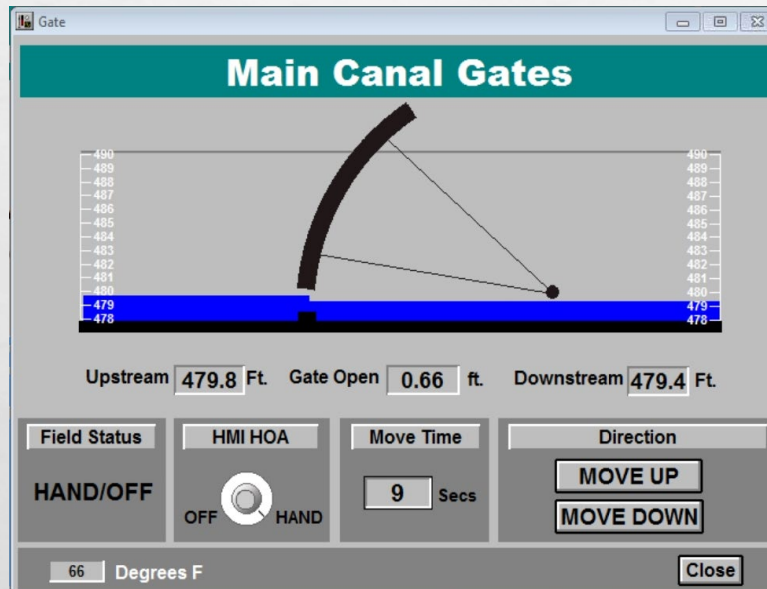 Gate
Main Canal Gates
490 490
489 489
488 488
487 487
486 486
485 485
484 484
483 483
482 482
481 481
480 480
479 479
478 478
Upstream 479.8 Ft. Gate Open 0.66 ft. Downstream 479.4 Ft.
Field Status HMI HOA Move Time Direction
HAND/OFF
OFF HAND
9 Secs
MOVE UP
MOVE DOWN
66 Degrees F
Close